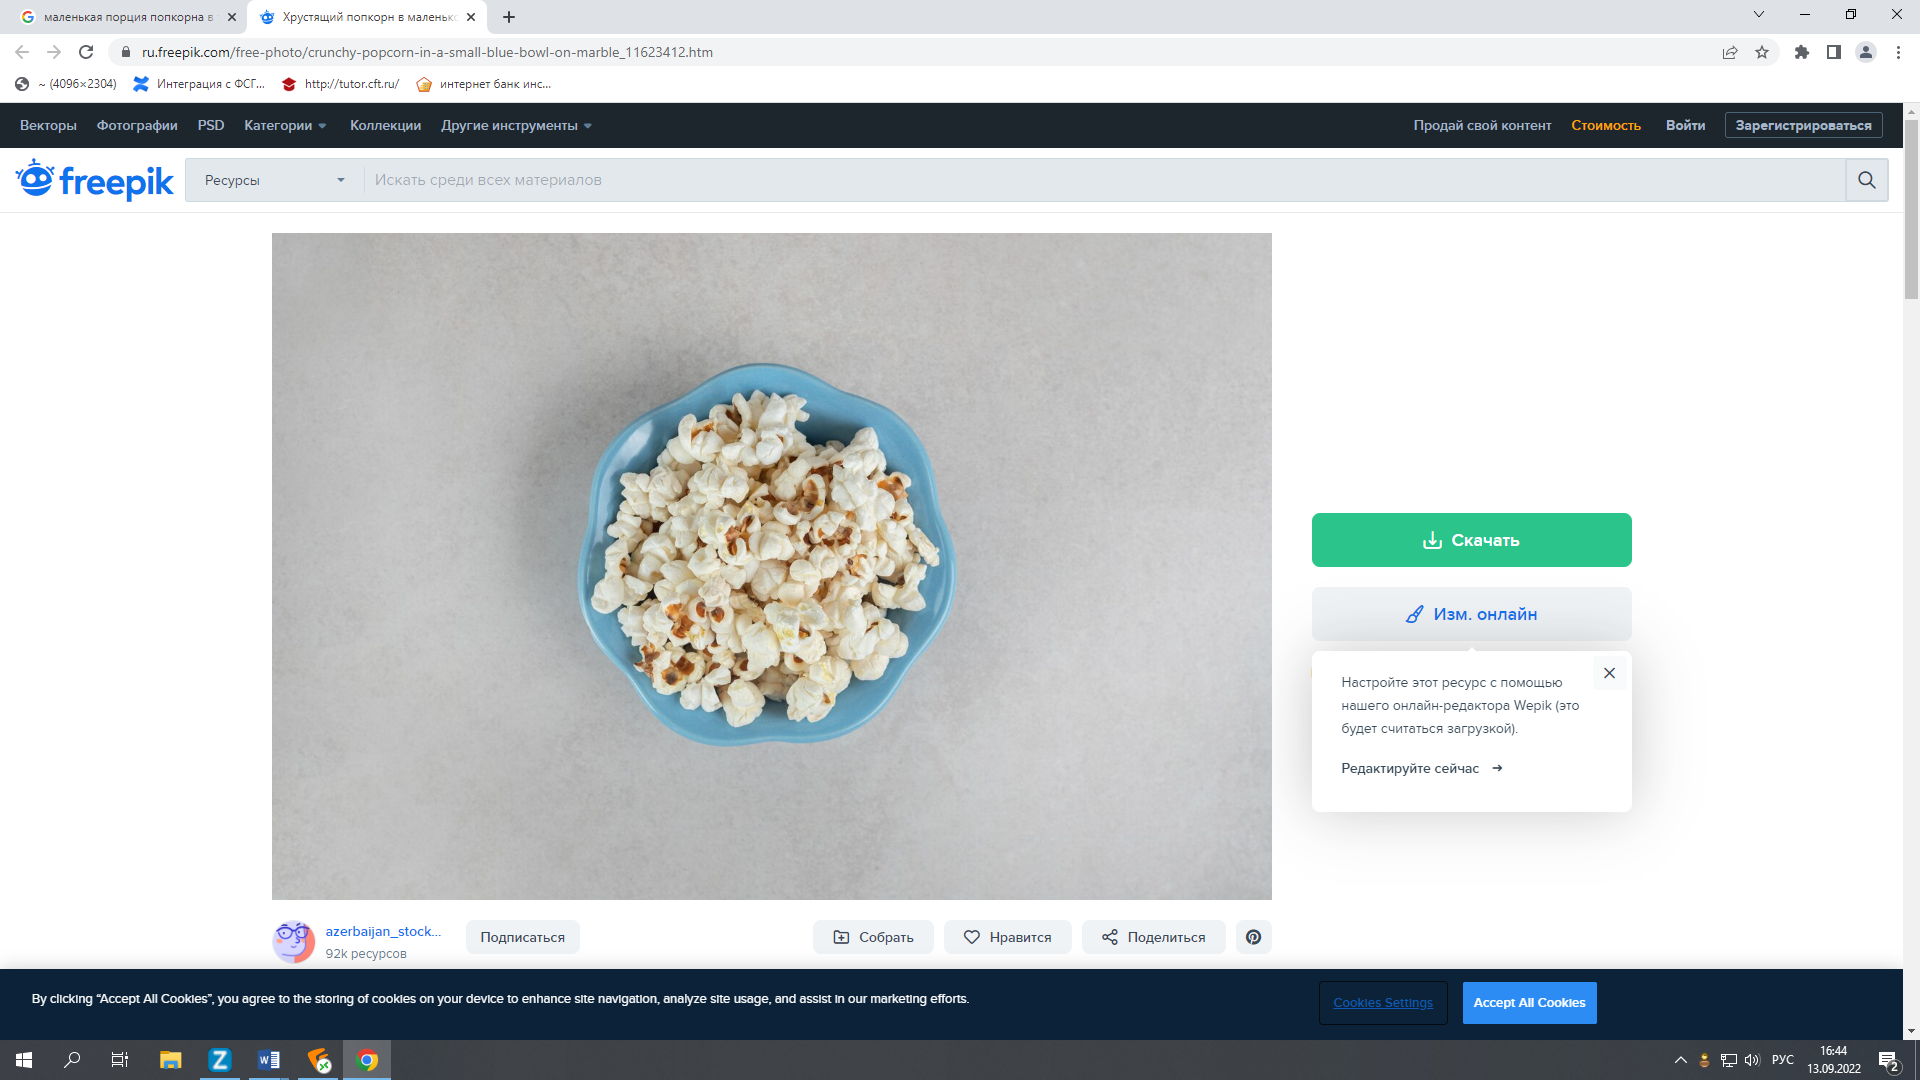 маленькая порция попкорна в
Хрустящий попкорн в маленько
ru.freepik.com/free-photo/crunchy-popcorn-in-a-small-blue-bowl-on-marble_11623412.htm
~ (4096×2304)
Интеграция с ФСГ...
http://tutor.cft.ru/
интернет банк инс...
Векторы
Фотографии
PSD
Категории
Коллекции
Другие инструменты
Продай свой контент
Стоимость
Войти
Зарегистрироваться
freepik
Ресурсы
Искать среди всех материалов
Скачать
Изм. онлайн
Настройте этот ресурс с помощью
нашего онлайн-редактора Wepik (это
будет считаться загрузкой).
Редактируйте сейчас
azerbaijan_stock...
92k ресурсов
Подписаться
Собрать
Нравится
Поделиться
By clicking “Accept All Cookies”, you agree to the storing of cookies on your device to enhance site navigation, analyze site usage, and assist in our marketing efforts.
Cookies Settings
Accept All Cookies
РУС
16:44
13.09.2022
2